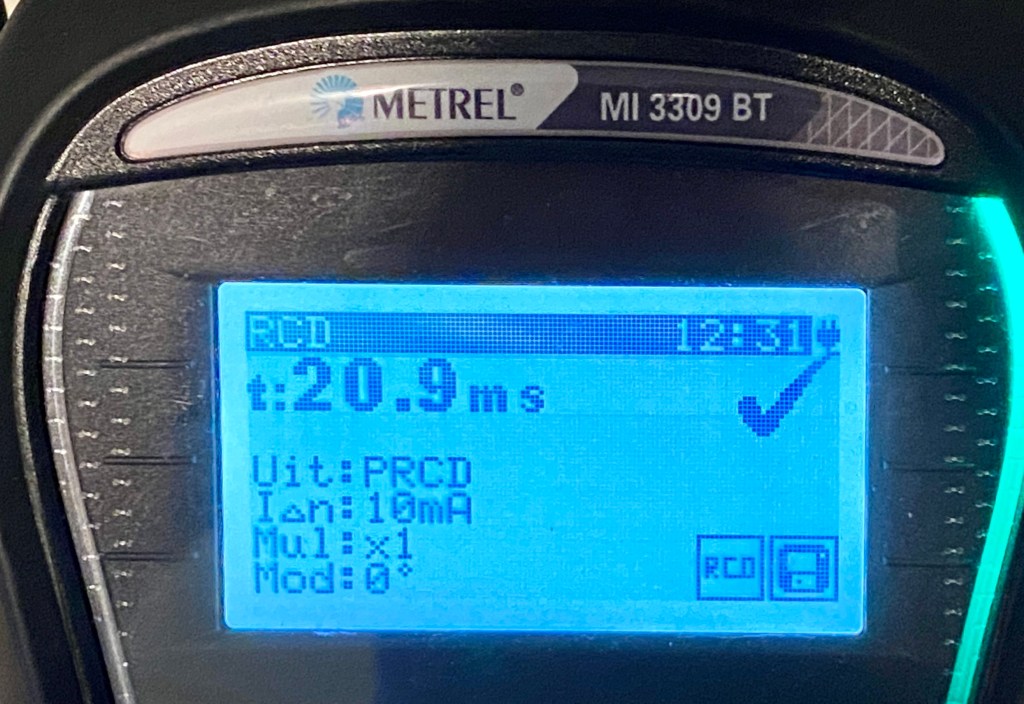 METREL® MI 3309 BT
RCD 12:31
t:20.9ms
Uit:PRCD
I△n:10mA
Mul:x1
Mod:0°
RCD